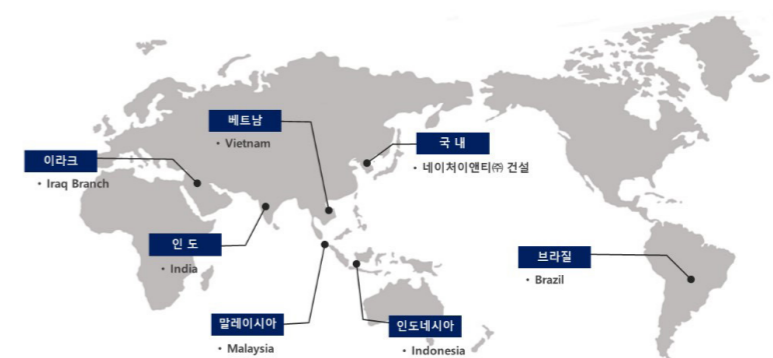 베트남
• Vietnam
국 내
• 네이처이앤티㈜ 건설
이라크
• Iraq Branch
인 도
• India
브라질
• Brazil
말레이시아
• Malaysia
인도네시아
• Indonesia